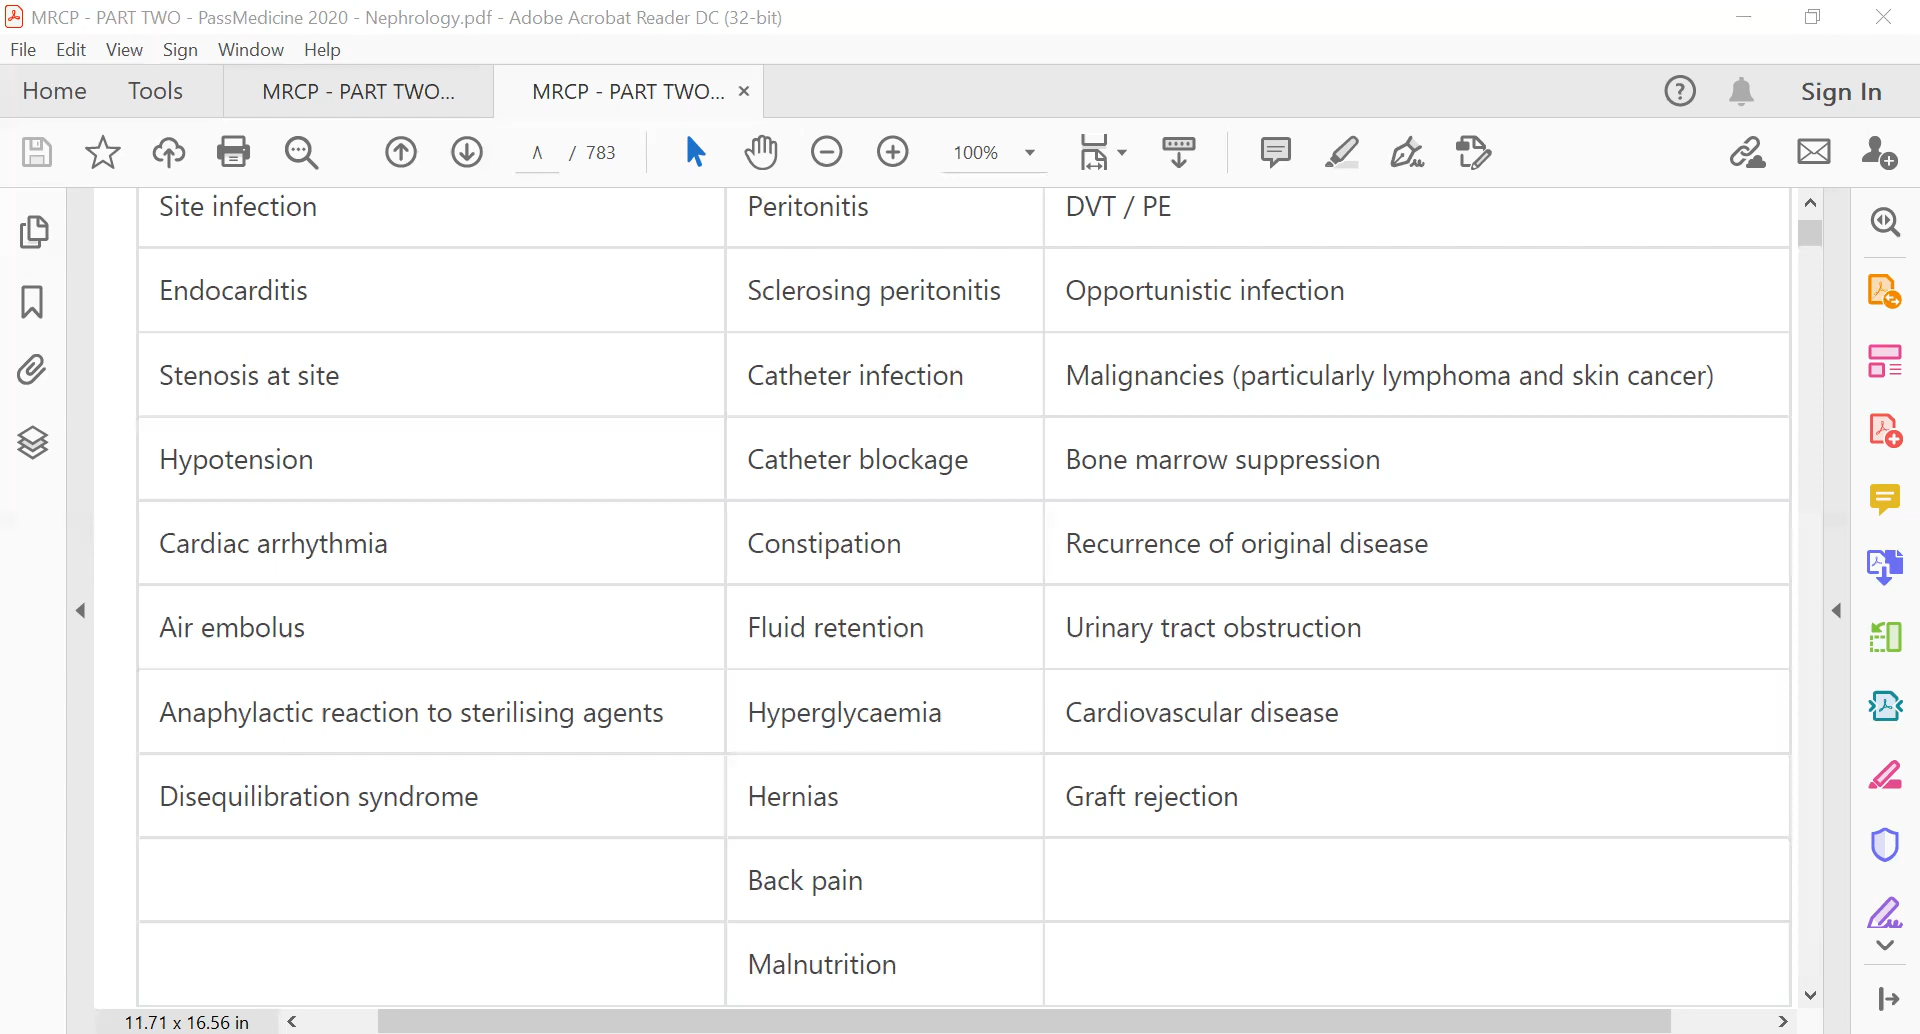 MRCP - PART TWO - PassMedicine 2020 - Nephrology.pdf - Adobe Acrobat Reader DC (32-bit)
File Edit View Sign Window Help
Home Tools MRCP - PART TWO... MRCP - PART TWO... × Sign In
٨ / 783 100%
Site infection Peritonitis DVT / PE
Endocarditis Sclerosing peritonitis Opportunistic infection
Stenosis at site Catheter infection Malignancies (particularly lymphoma and skin cancer)
Hypotension Catheter blockage Bone marrow suppression
Cardiac arrhythmia Constipation Recurrence of original disease
Air embolus Fluid retention Urinary tract obstruction
Anaphylactic reaction to sterilising agents Hyperglycaemia Cardiovascular disease
Disequilibration syndrome Hernias Graft rejection
Back pain
Malnutrition
11.71 x 16.56 in